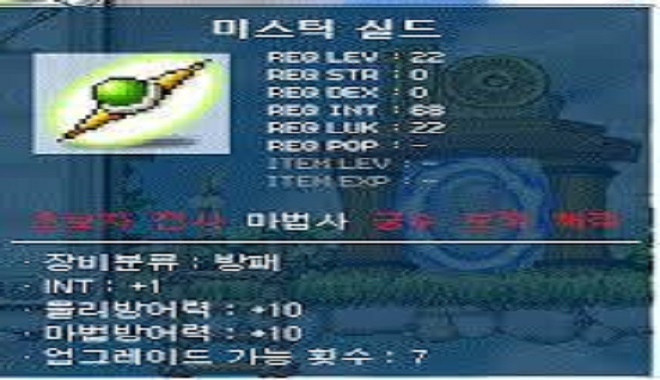 미스틱 실드
REQ LEV : 22
REQ STR : 0
REQ DEX : 0
REQ INT : 68
REQ LUK : 22
REQ POP : -
ITEM LEV : -
ITEM EXP : -
초보자 전사 마법사 궁수 도적 해적
· 장비분류 : 방패
· INT : +1
· 물리방어력 : +10
· 마법방어력 : +10
· 업그레이드 가능 횟수 : 7